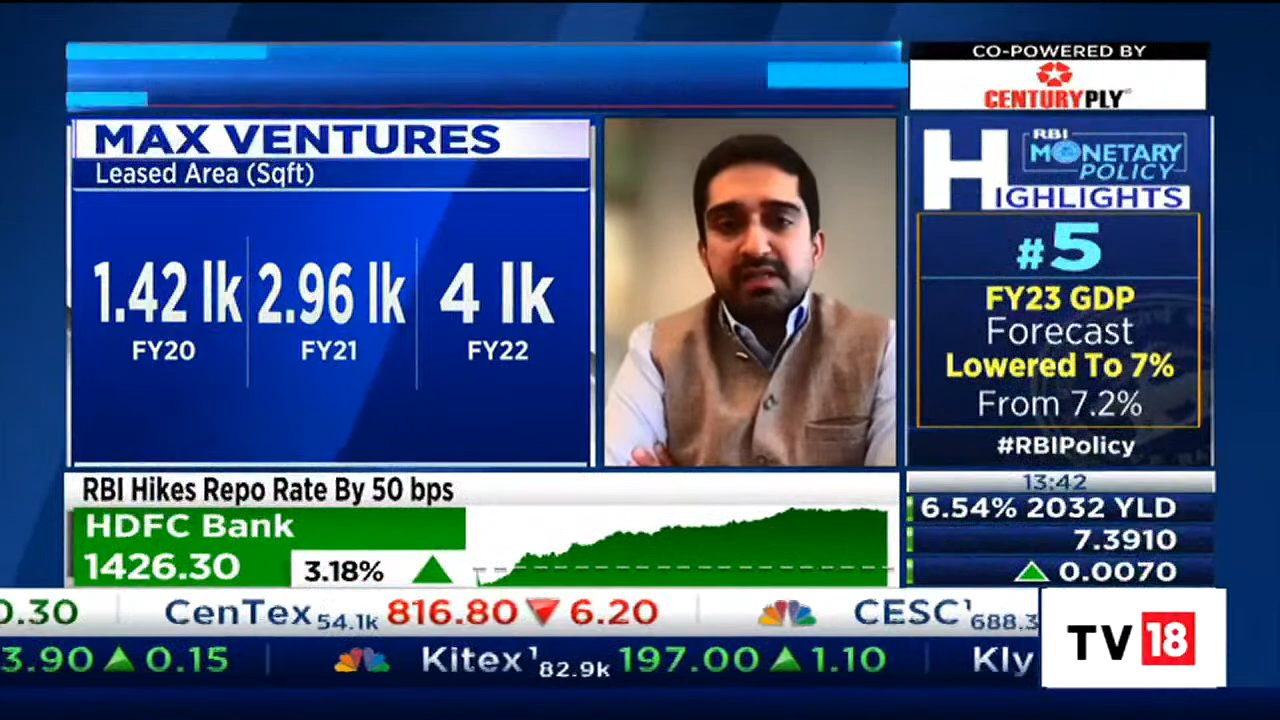 CO-POWERED BY
CENTURYPLY
MAX VENTURES
Leased Area (Sqft)
1.42 lk
FY20
2.96 lk
FY21
4 lk
FY22
RBI
MONETARY
POLICY
HIGHLIGHTS
#5
FY23 GDP
Forecast
Lowered To 7%
From 7.2%
#RBIPolicy
RBI Hikes Repo Rate By 50 bps
HDFC Bank
1426.30
3.18%
13:42
6.54% 2032 YLD
7.3910
0.0070
0.30 CenTex 54.1k 816.80 6.20 CESC 688.3
3.90 0.15 Kitex 82.9k 197.00 1.10 Kly
TV18